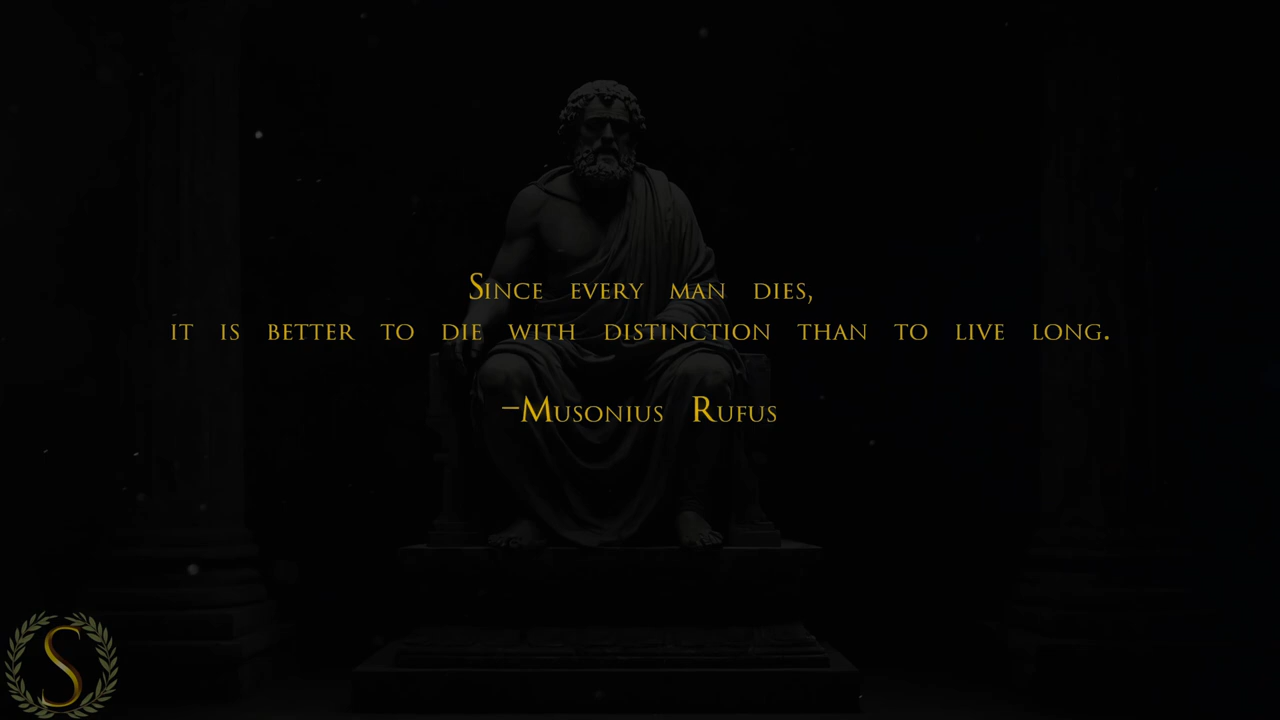 Since every man dies,
it is better to die with distinction than to live long.
–Musonius Rufus
S